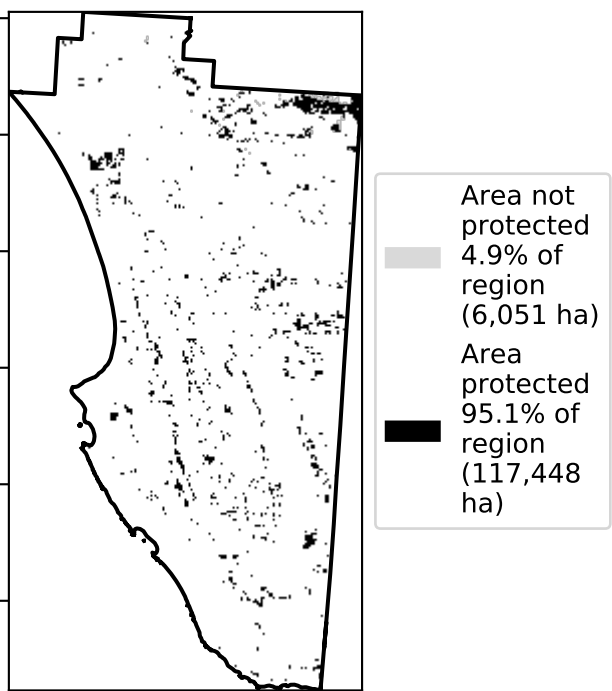 Area not
protected
4.9% of
region
(6,051 ha)
Area
protected
95.1% of
region
(117,448
ha)